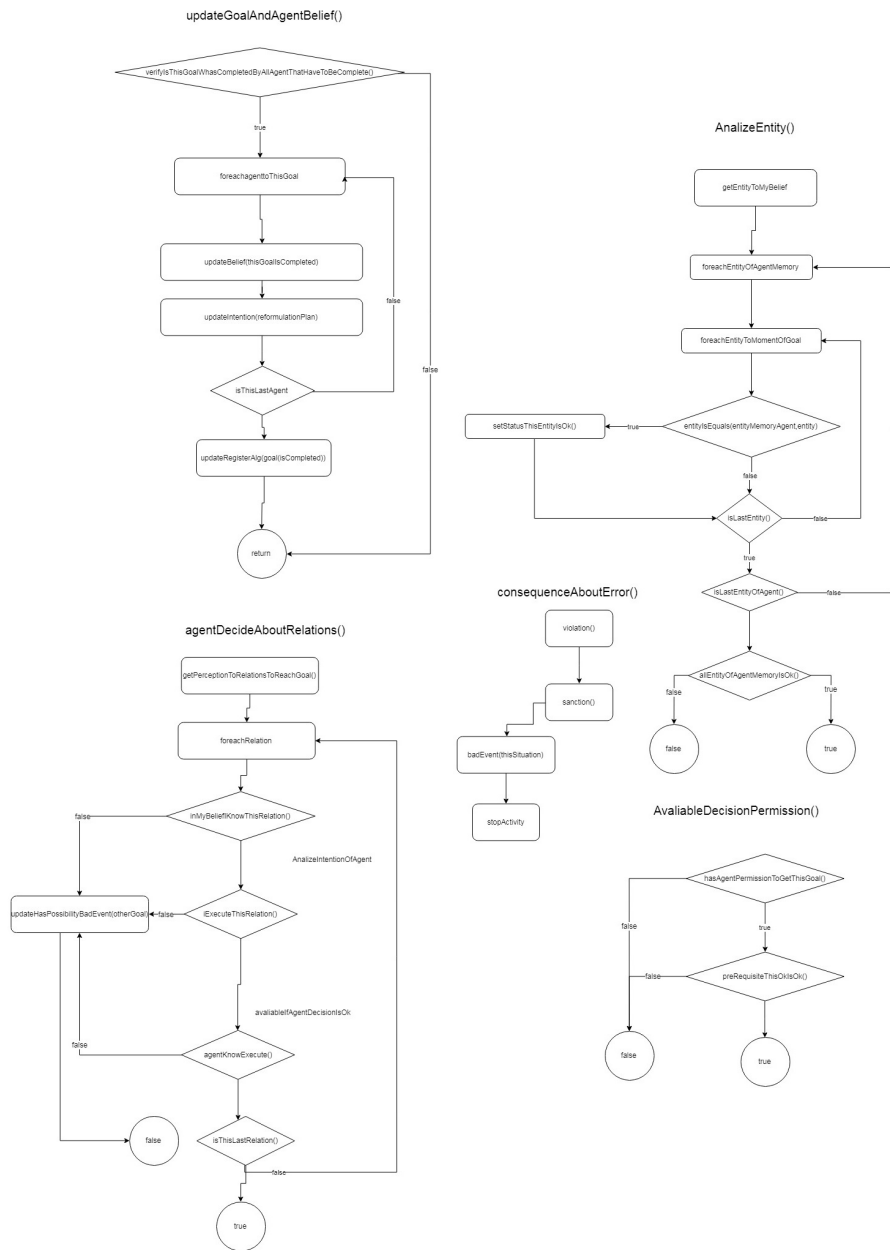 updateGoalAndAgentBelief()
verifyIsThisGoalWhasCompletedByAllAgentThatHaveToBeComplete()
true
foreachagenttoThisGoal
updateBelief(thisGoalIsCompleted)
false
updateIntention(reformulationPlan)
false
isThisLastAgent
updateRegisterAlg(goal(isCompleted))
return
AnalizeEntity()
getEntityToMyBelief
foreachEntityOfAgentMemory
foreachEntityToMomentOfGoal
setStatusThisEntityIsOk()
true
entityIsEquals(entityMemoryAgent,entity)
false
isLastEntity()
false
true
isLastEntityOfAgent()
false
allEntityOfAgentMemoryIsOk()
false
true
false
true
consequenceAboutError()
violation()
sanction()
badEvent(thisSituation)
stopActivity
agentDecideAboutRelations()
getPerceptionToRelationsToReachGoal()
foreachRelation
inMyBeliefIKnowThisRelation()
false
AnalizeIntentionOfAgent
updateHasPossibilityBadEvent(otherGoal)
false
iExecuteThisRelation()
avaliableIfAgentDecisionIsOk
false
agentKnowExecute()
false
isThisLastRelation()
false
true
AvaliableDecisionPermission()
hasAgentPermissionToGetThisGoal()
false
true
false
preRequisiteThisOkIsOk()
false
true